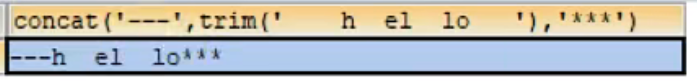 concat('---',trim('    h  el  lo   '),'***')
---h  el  lo***